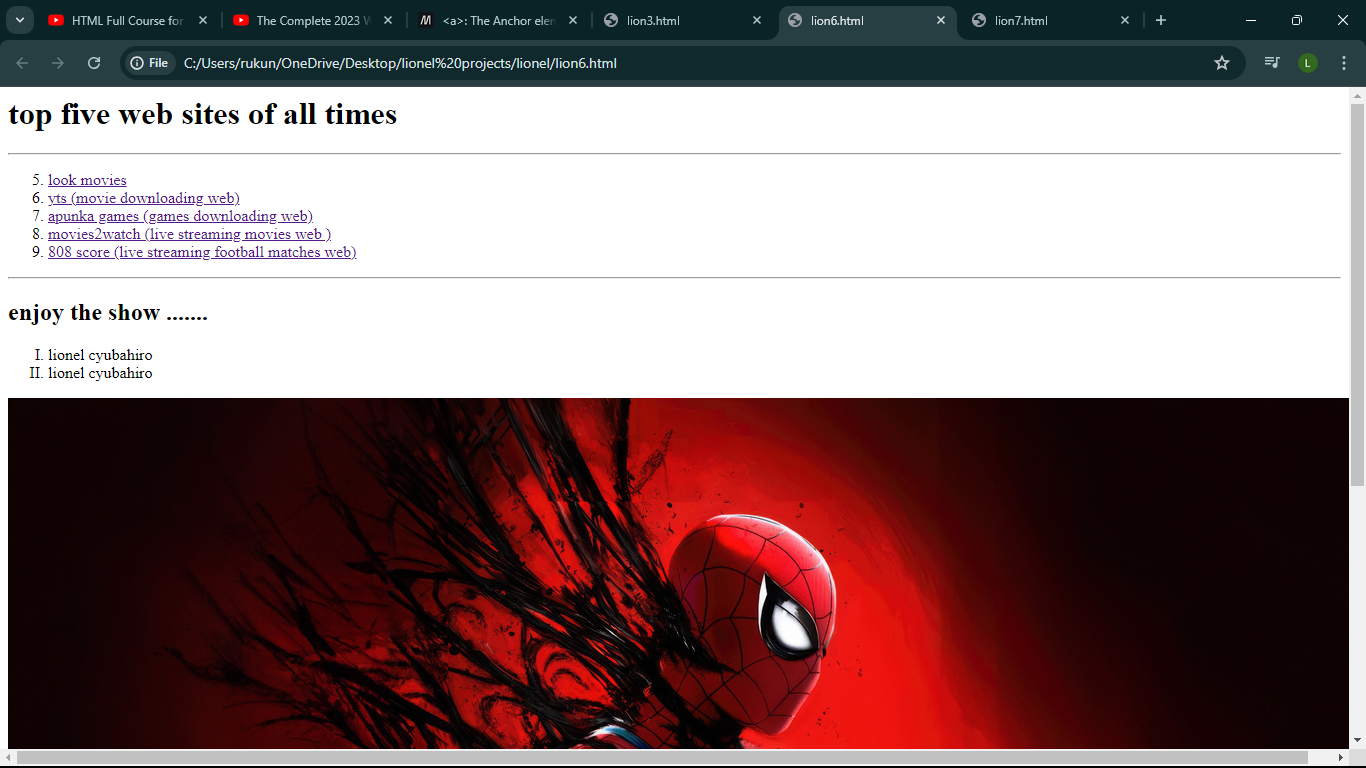 HTML Full Course for
The Complete 2023 W
M <a>: The Anchor elem
lion3.html
lion6.html
lion7.html
File
C:/Users/rukun/OneDrive/Desktop/lionel%20projects/lionel/lion6.html
L
top five web sites of all times
5. look movies
6. yts (movie downloading web)
7. apunka games (games downloading web)
8. movies2watch (live streaming movies web )
9. 808 score (live streaming football matches web)
enjoy the show .......
I. lionel cyubahiro
II. lionel cyubahiro